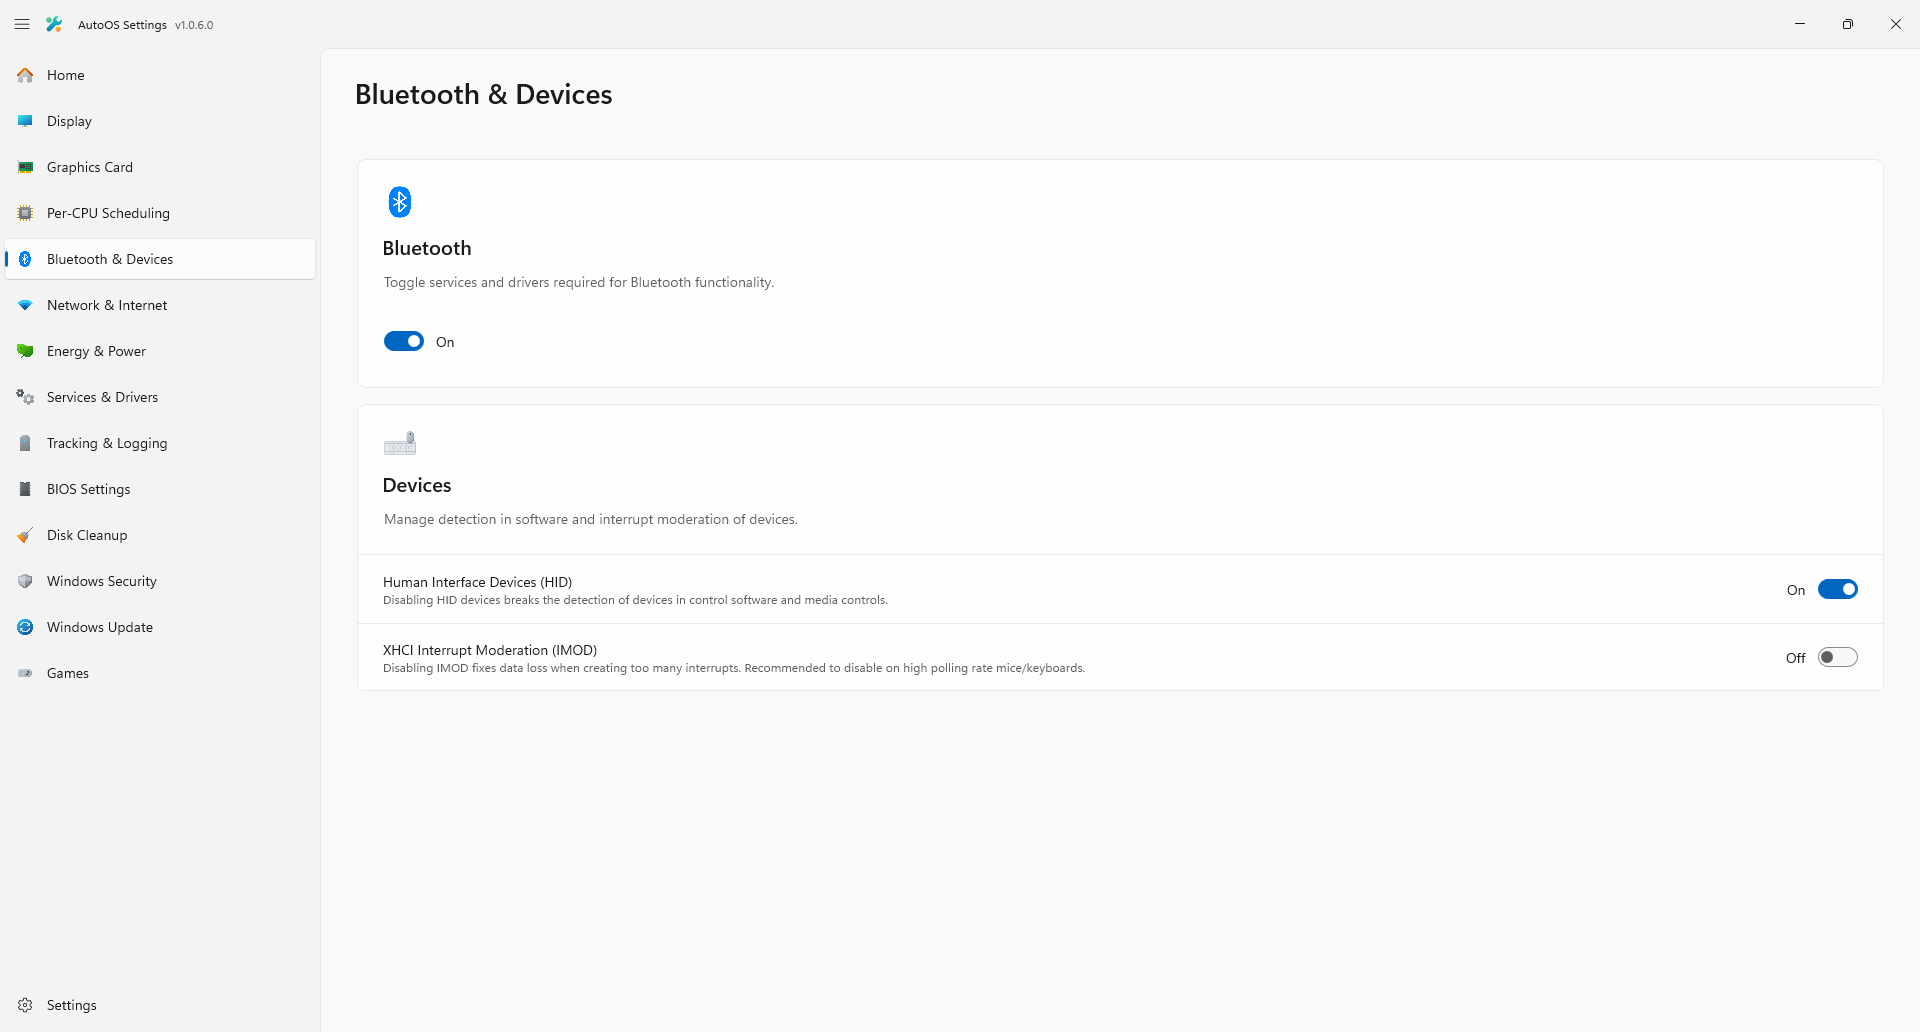 AutoOS Settings v1.0.6.0
Home
Display
Graphics Card
Per-CPU Scheduling
Bluetooth & Devices
Network & Internet
Energy & Power
Services & Drivers
Tracking & Logging
BIOS Settings
Disk Cleanup
Windows Security
Windows Update
Games
Settings
Bluetooth & Devices
Bluetooth
Toggle services and drivers required for Bluetooth functionality.
On
Devices
Manage detection in software and interrupt moderation of devices.
Human Interface Devices (HID)
Disabling HID devices breaks the detection of devices in control software and media controls.
On
XHCI Interrupt Moderation (IMOD)
Disabling IMOD fixes data loss when creating too many interrupts. Recommended to disable on high polling rate mice/keyboards.
Off